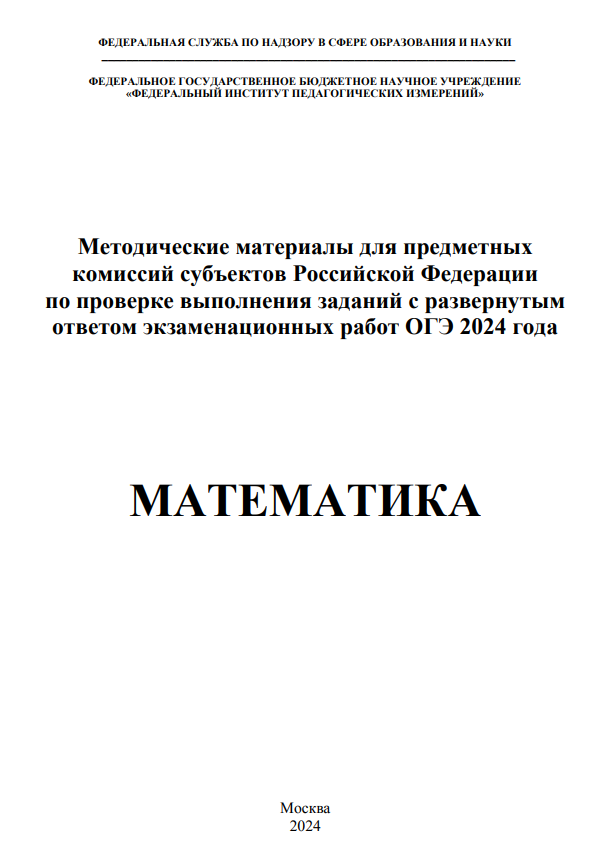 ФЕДЕРАЛЬНАЯ СЛУЖБА ПО НАДЗОРУ В СФЕРЕ ОБРАЗОВАНИЯ И НАУКИ
ФЕДЕРАЛЬНОЕ ГОСУДАРСТВЕННОЕ БЮДЖЕТНОЕ НАУЧНОЕ УЧРЕЖДЕНИЕ
«ФЕДЕРАЛЬНЫЙ ИНСТИТУТ ПЕДАГОГИЧЕСКИХ ИЗМЕРЕНИЙ»
Методические материалы для предметных
комиссий субъектов Российской Федерации
по проверке выполнения заданий с развернутым
ответом экзаменационных работ ОГЭ 2024 года
МАТЕМАТИКА
Москва
2024